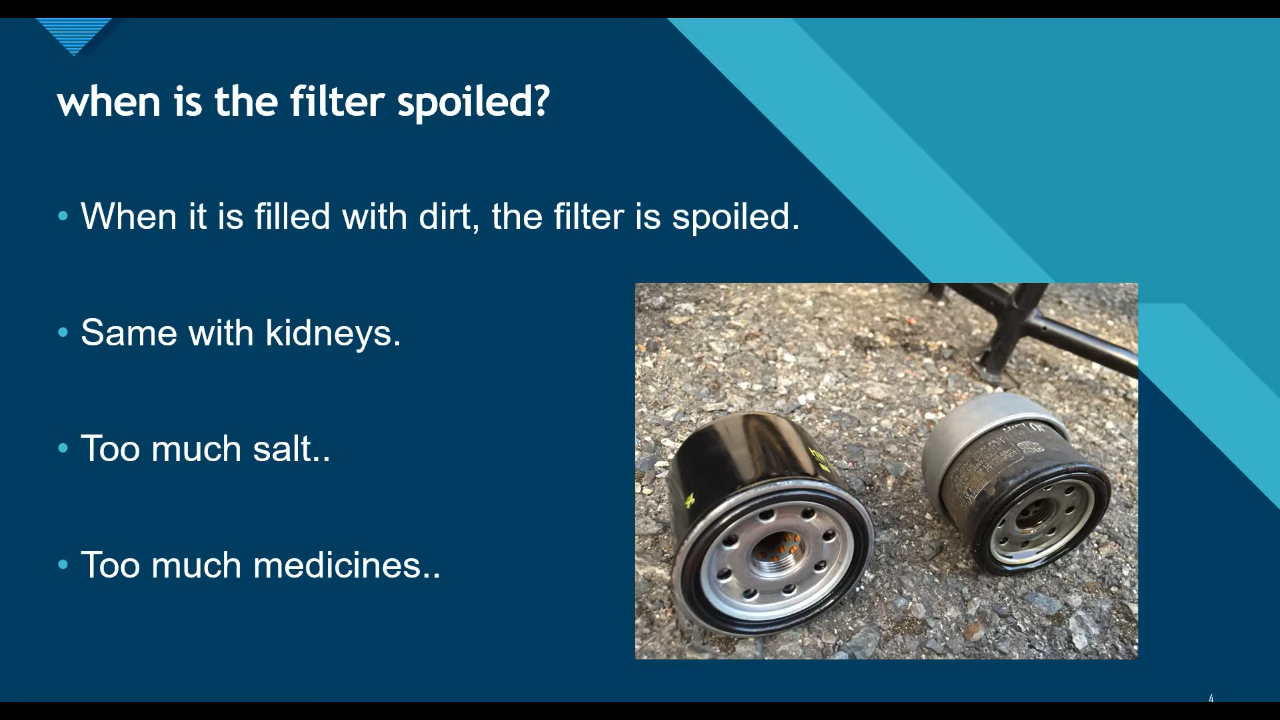 when is the filter spoiled?
• When it is filled with dirt, the filter is spoiled.
• Same with kidneys.
• Too much salt..
• Too much medicines..
4